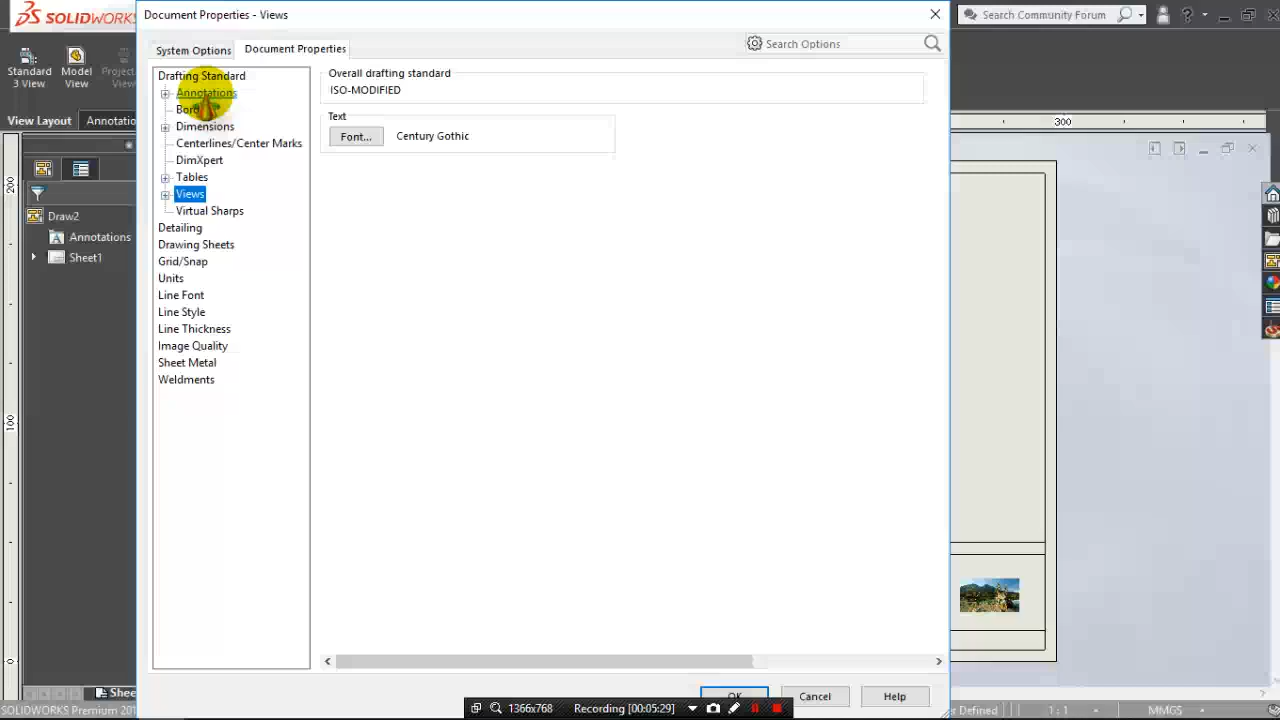 SOLIDWORKS
Document Properties - Views
Search Community Forum
System Options
Document Properties
Search Options
Standard
3 View
Model
View
View Layout
Drafting Standard
Annotations
Dimensions
Centerlines/Center Marks
DimXpert
Tables
Views
Virtual Sharps
Detailing
Drawing Sheets
Grid/Snap
Units
Line Font
Line Style
Line Thickness
Image Quality
Sheet Metal
Weldments
Overall drafting standard
ISO-MODIFIED
Text
Font...
Century Gothic
Draw2
Annotations
Sheet1
200
100
0
300
OK
Cancel
Help
1366x768
Recording [00:05:29]
SOLIDWORKS Premium
1 : 1
MMGS